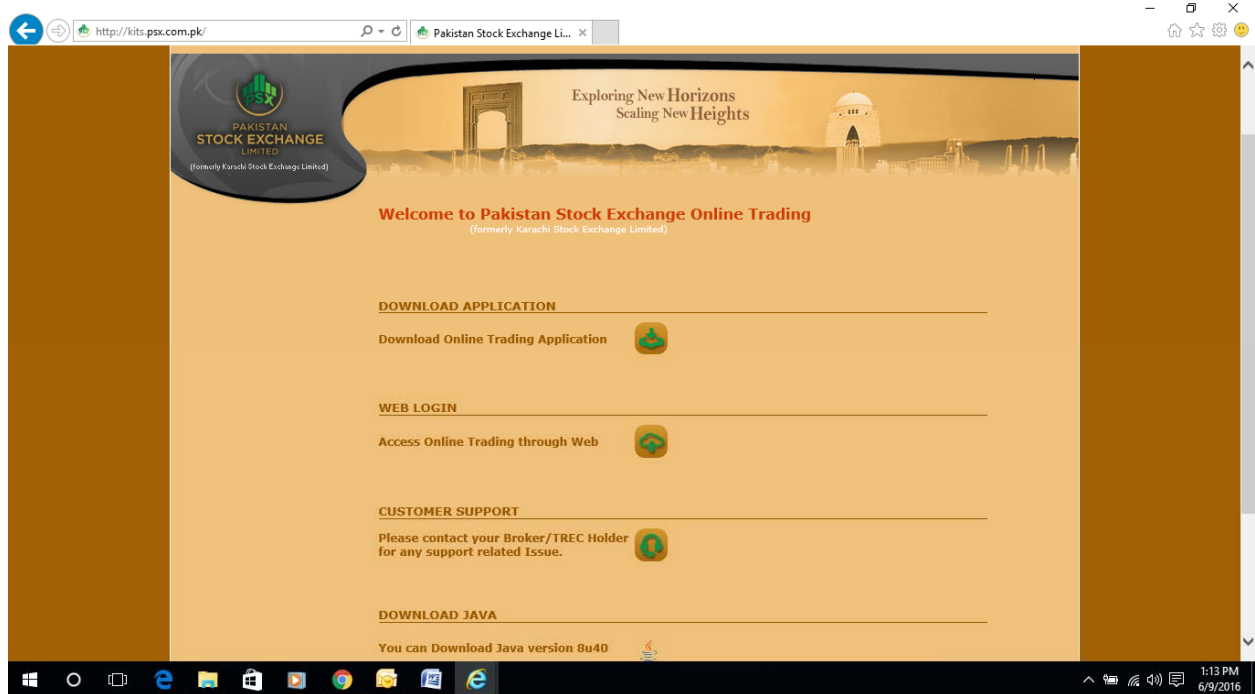 http://kits.psx.com.pk/
Pakistan Stock Exchange Li...
PSX
PAKISTAN
STOCK EXCHANGE
LIMITED
(formerly Karachi Stock Exchange Limited)
Exploring New Horizons
Scaling New Heights
Welcome to Pakistan Stock Exchange Online Trading
(formerly Karachi Stock Exchange Limited)
DOWNLOAD APPLICATION
Download Online Trading Application
WEB LOGIN
Access Online Trading through Web
CUSTOMER SUPPORT
Please contact your Broker/TREC Holder
for any support related Issue.
DOWNLOAD JAVA
You can Download Java version 8u40
1:13 PM
6/9/2016